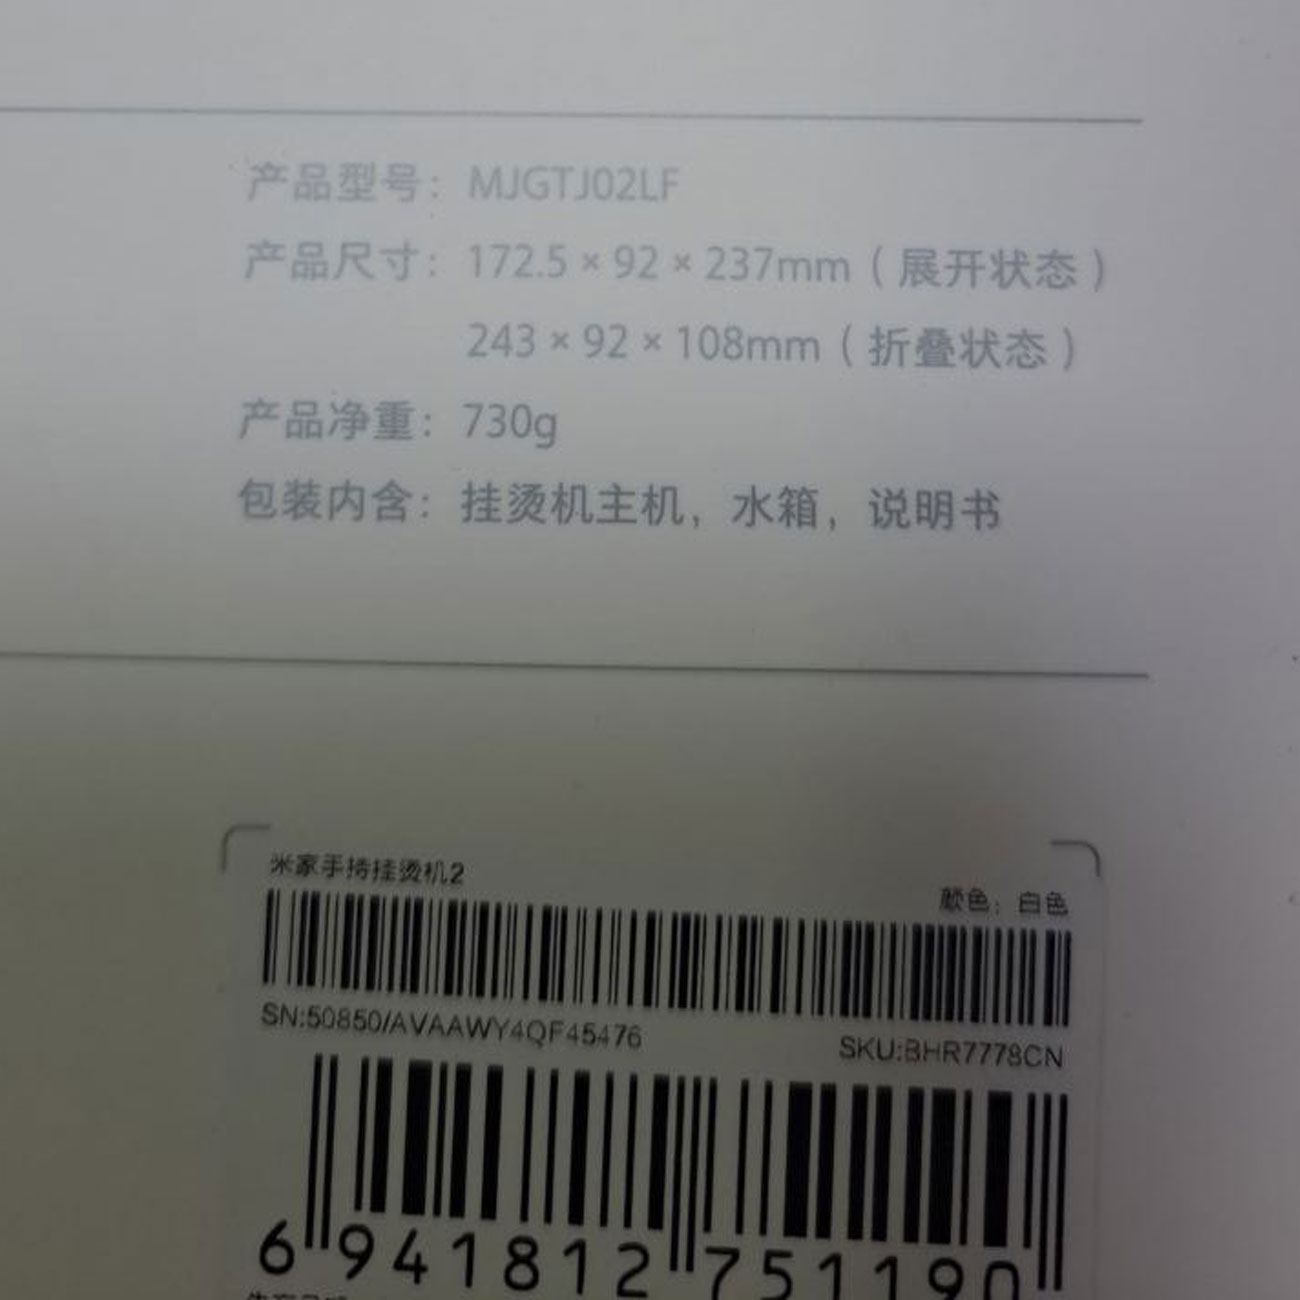 产品型号：MJGTJ02LF
产品尺寸：172.5 × 92 × 237mm（展开状态）
243 × 92 × 108mm（折叠状态）
产品净重：730g
包装内含：挂烫机主机，水箱，说明书
米家手持挂烫机2
颜色：白色
SN:50850/AVAAWY4QF45476
SKU:BHR7778CN
6 941812 751190